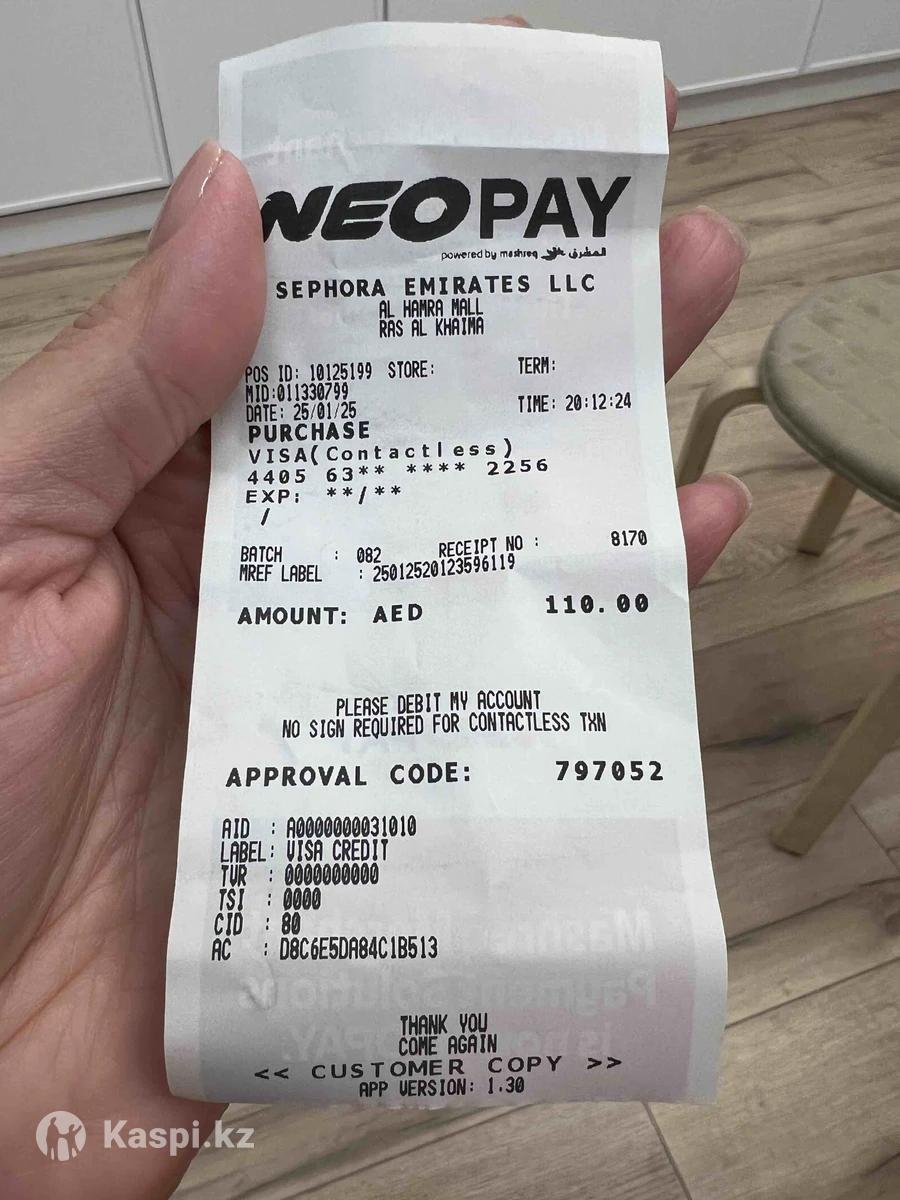 NEOPAY
powered by mashreq المشرق
SEPHORA EMIRATES LLC
AL HAMRA MALL
RAS AL KHAIMA
POS ID: 10125199 STORE: TERM:
MID:011330799
DATE: 25/01/25 TIME: 20:12:24
PURCHASE
VISA(Contactless)
4405 63** **** 2256
EXP: **/**
/
BATCH : 082 RECEIPT NO : 8170
MREF LABEL : 25012520123596119
AMOUNT: AED 110.00
PLEASE DEBIT MY ACCOUNT
NO SIGN REQUIRED FOR CONTACTLESS TXN
APPROVAL CODE: 797052
AID : A0000000031010
LABEL: VISA CREDIT
TVR : 0000000000
TSI : 0000
CID : 80
AC : D8C6E5DA84C1B513
THANK YOU
COME AGAIN
<< CUSTOMER COPY >>
APP VERSION: 1.30
Kaspi.kz